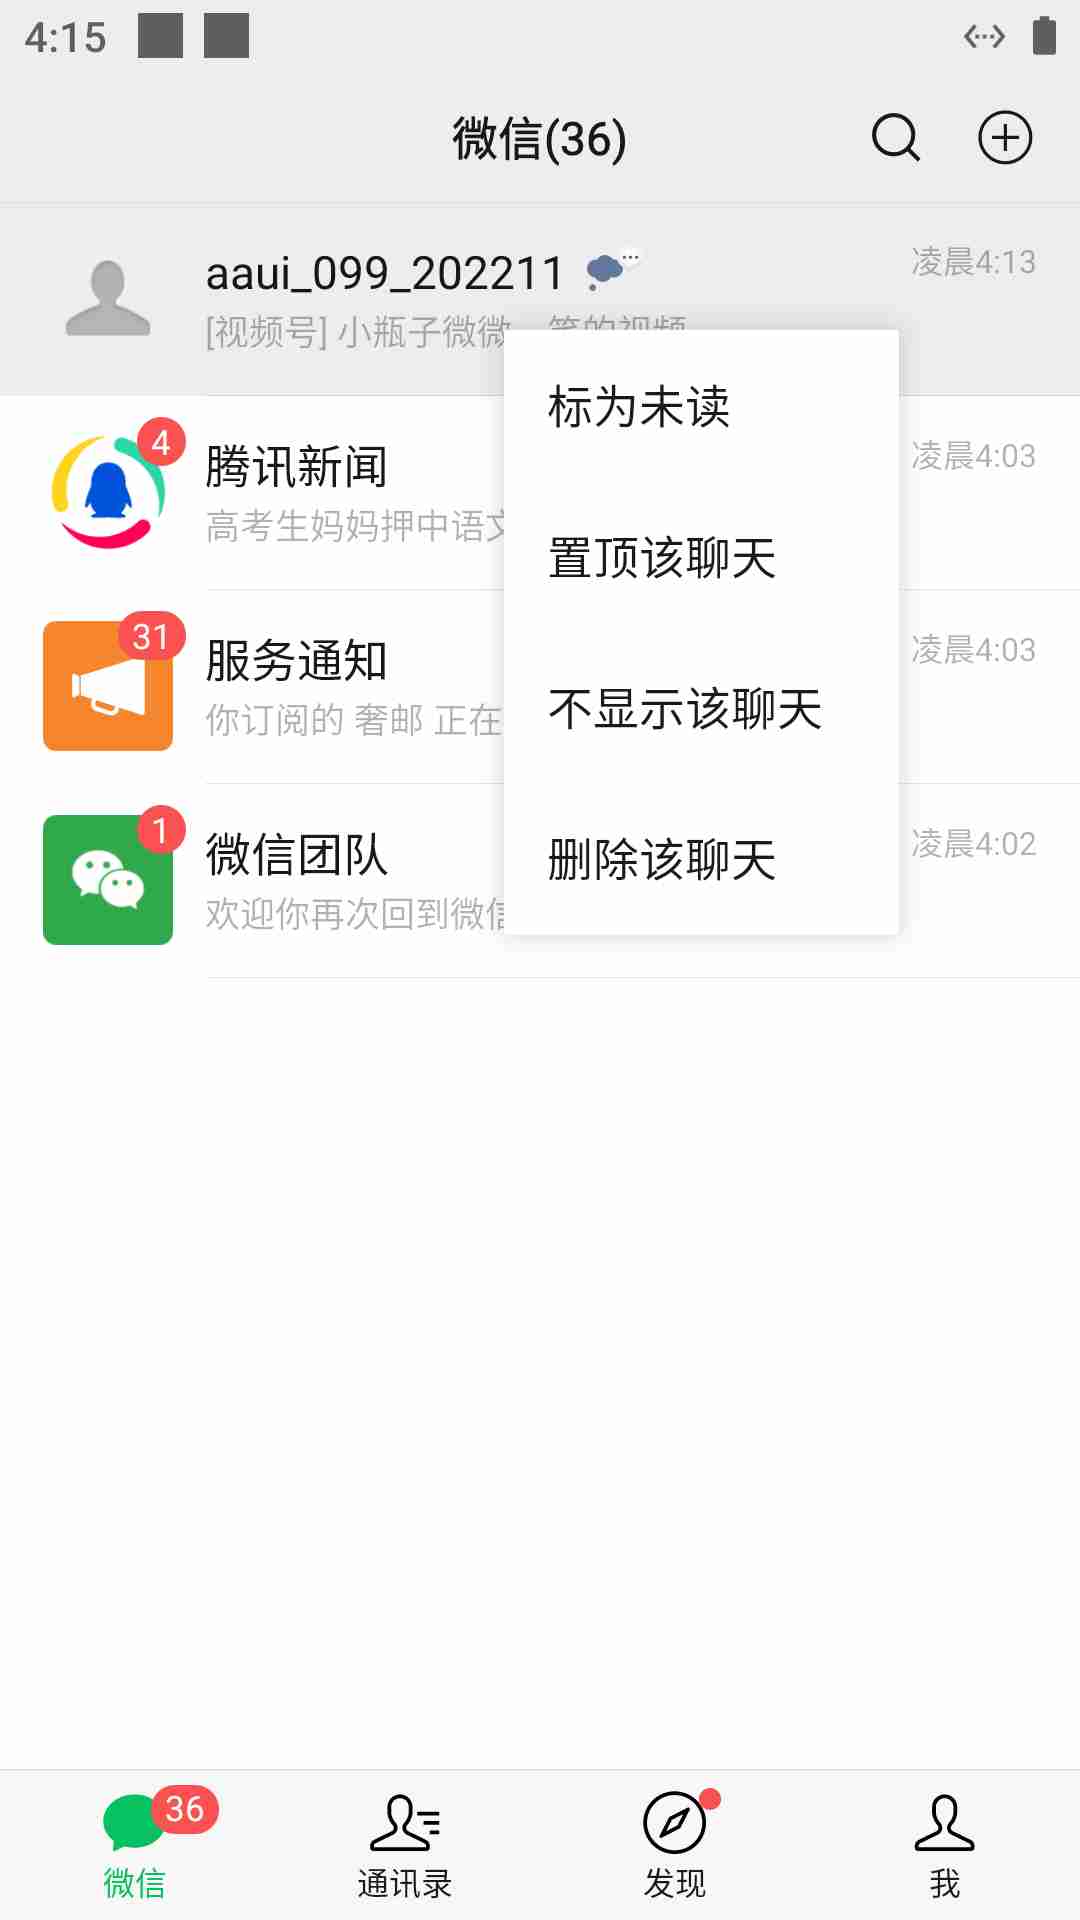 4:15
微信(36)
aaui_099_202211
凌晨4:13
[视频号] 小瓶子微微
标为未读
4
腾讯新闻
凌晨4:03
高考生妈妈押中语文
置顶该聊天
31
服务通知
凌晨4:03
你订阅的 奢邮 正在
不显示该聊天
1
微信团队
凌晨4:02
欢迎你再次回到微信
删除该聊天
36
微信
通讯录
发现
我